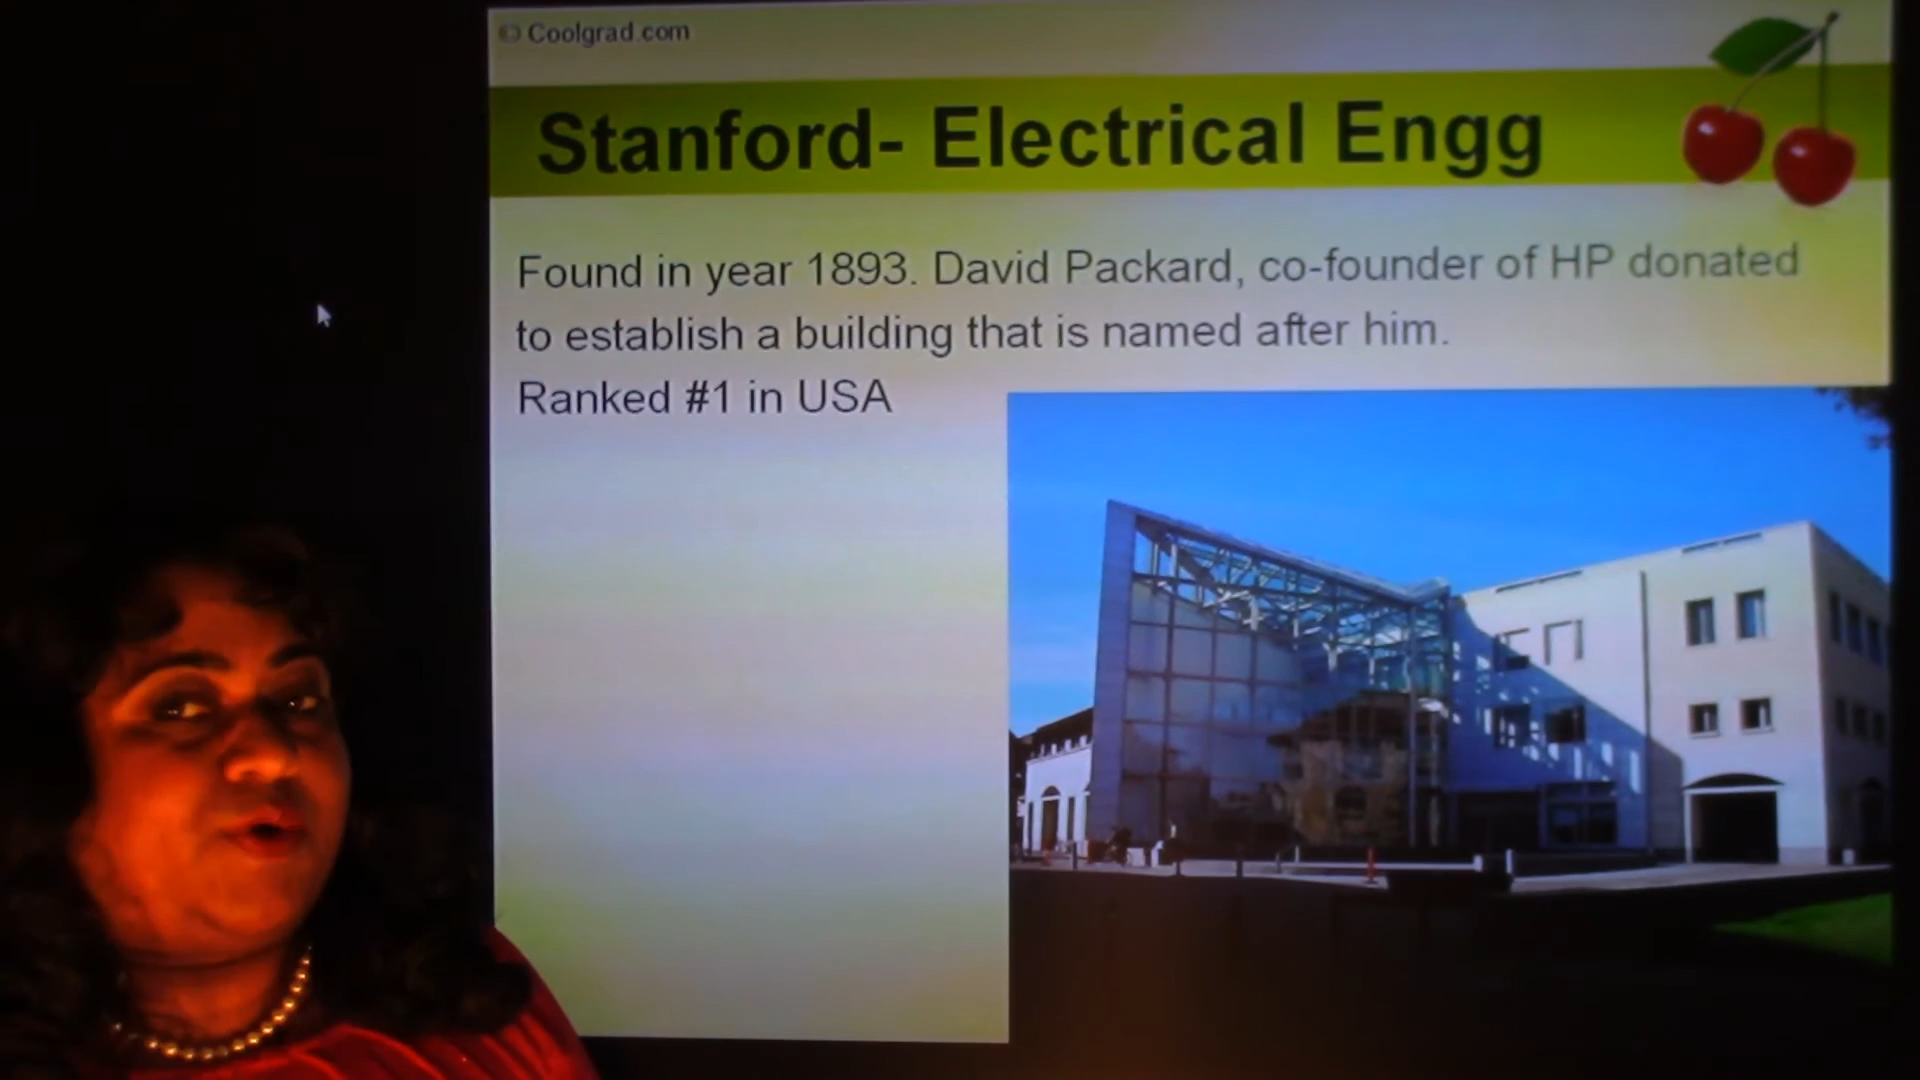 © Coolgrad.com
Stanford- Electrical Engg
Found in year 1893. David Packard, co-founder of HP donated
to establish a building that is named after him.
Ranked #1 in USA